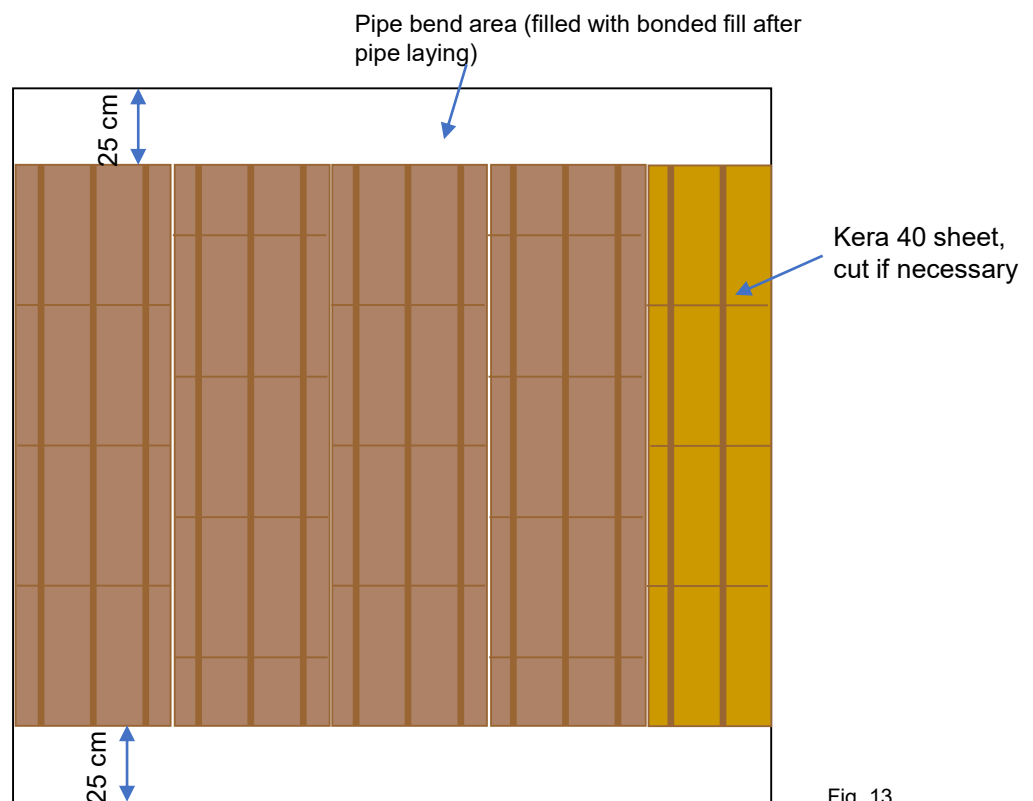 Pipe bend area (filled with bonded fill after
pipe laying)
25 cm
Kera 40 sheet,
cut if necessary
25 cm
Fig. 13